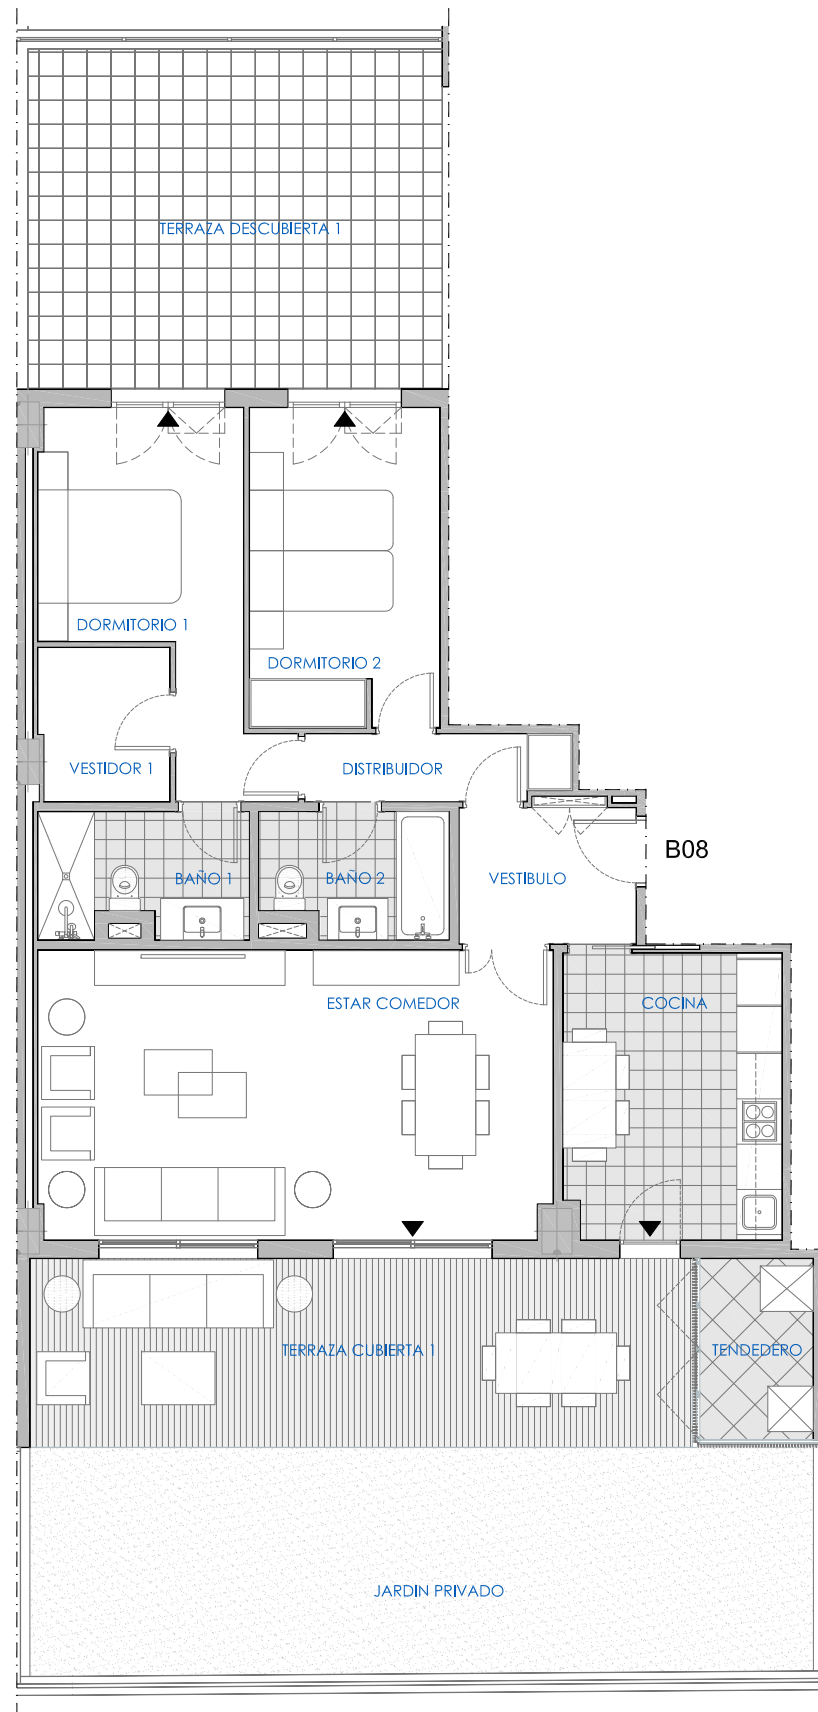 TERRAZA DESCUBIERTA 1
DORMITORIO 1
DORMITORIO 2
VESTIDOR 1
DISTRIBUIDOR
B08
BAÑO 1
BAÑO 2
VESTIBULO
ESTAR COMEDOR
COCINA
TERRAZA CUBIERTA 1
TENDEDERO
JARDIN PRIVADO